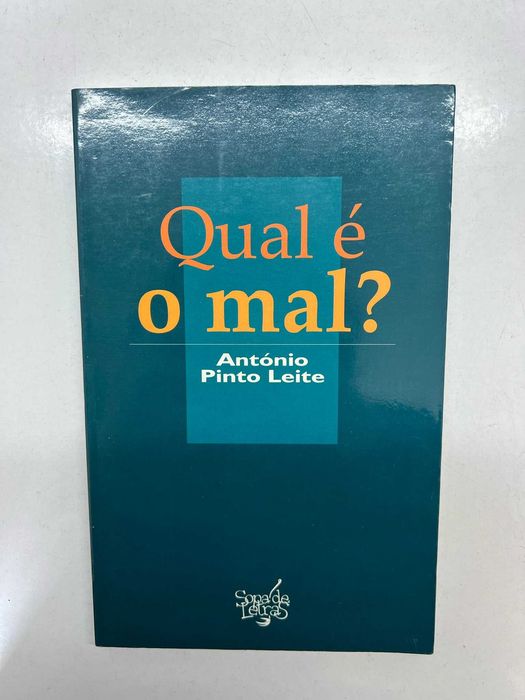 Qual é
o mal?
António
Pinto Leite
Sopa de
Letras